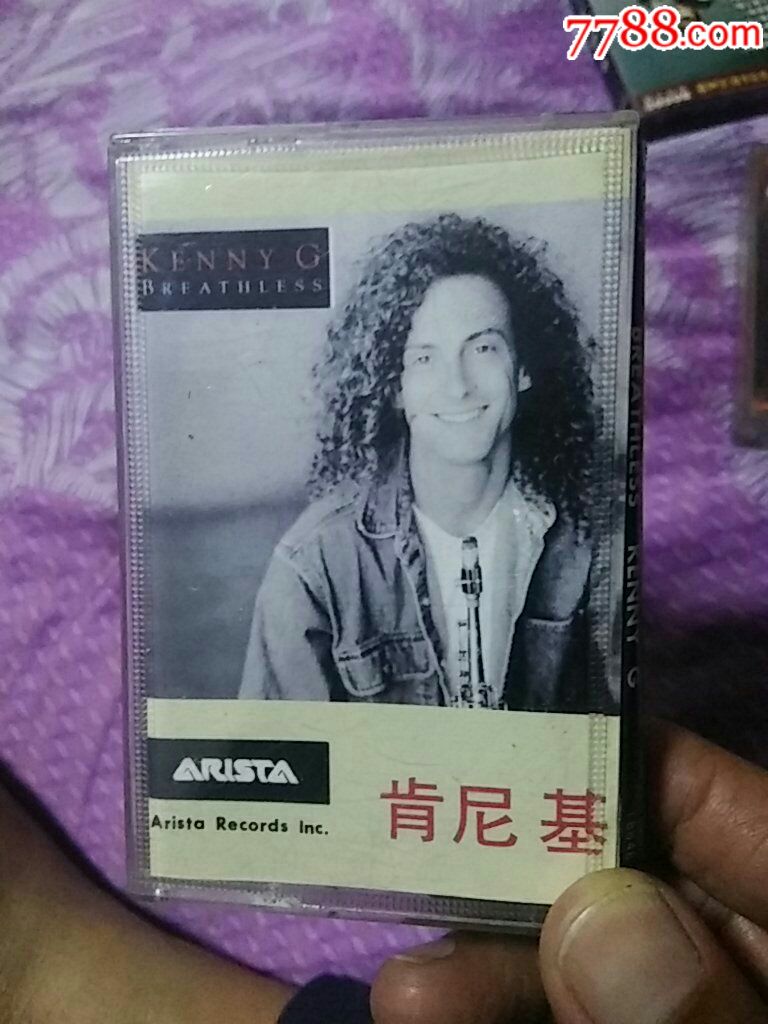 7788.com
KENNY G
BREATHLESS
BREATHLESS KENNY G
ARISTA
Arista Records Inc.
肯尼基